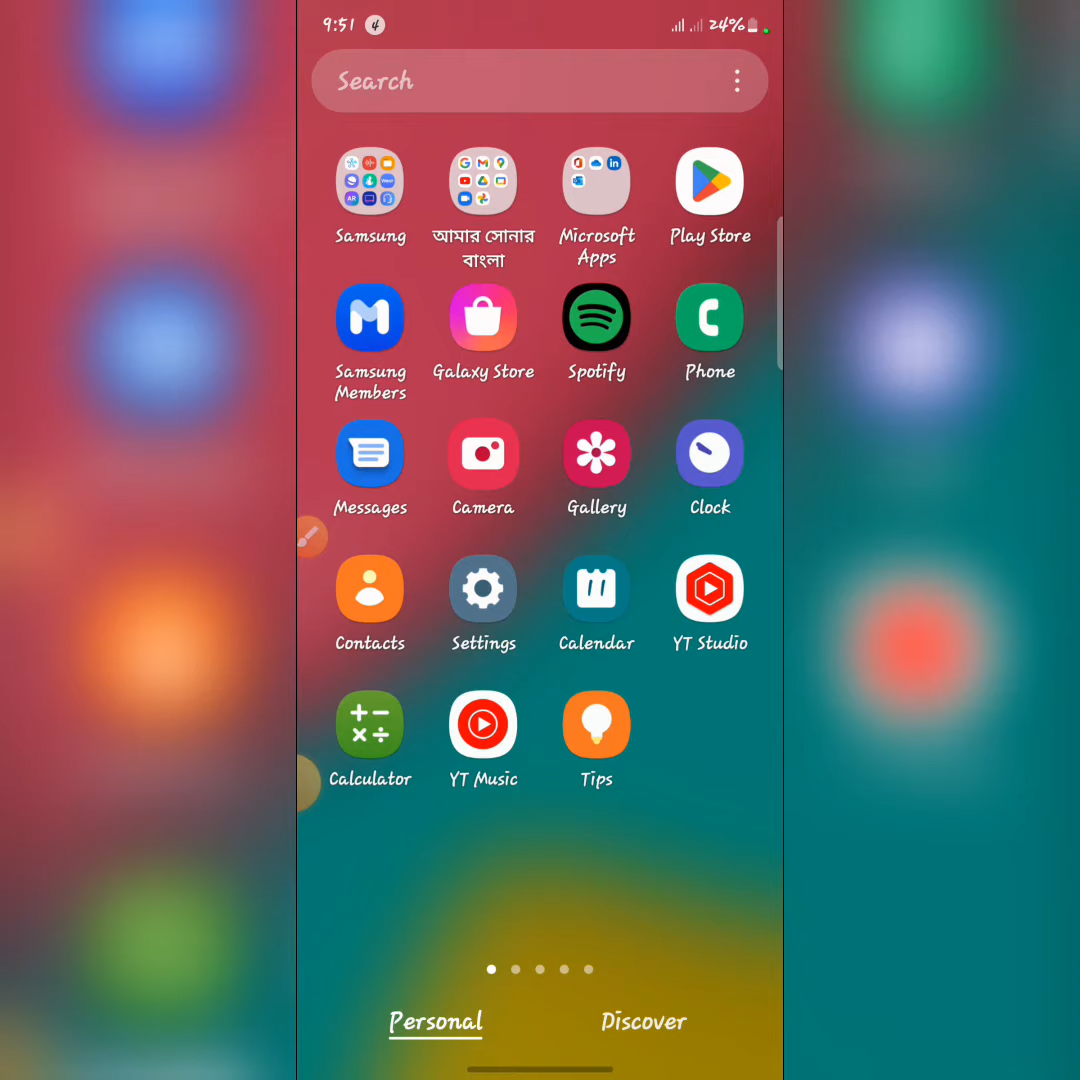 9:51 4 24%
Search
Samsung
আমার সোনার
বাংলা
Microsoft
Apps
Play Store
Samsung
Members
Galaxy Store
Spotify
Phone
Messages
Camera
Gallery
Clock
Contacts
Settings
Calendar
YT Studio
Calculator
YT Music
Tips
Personal
Discover